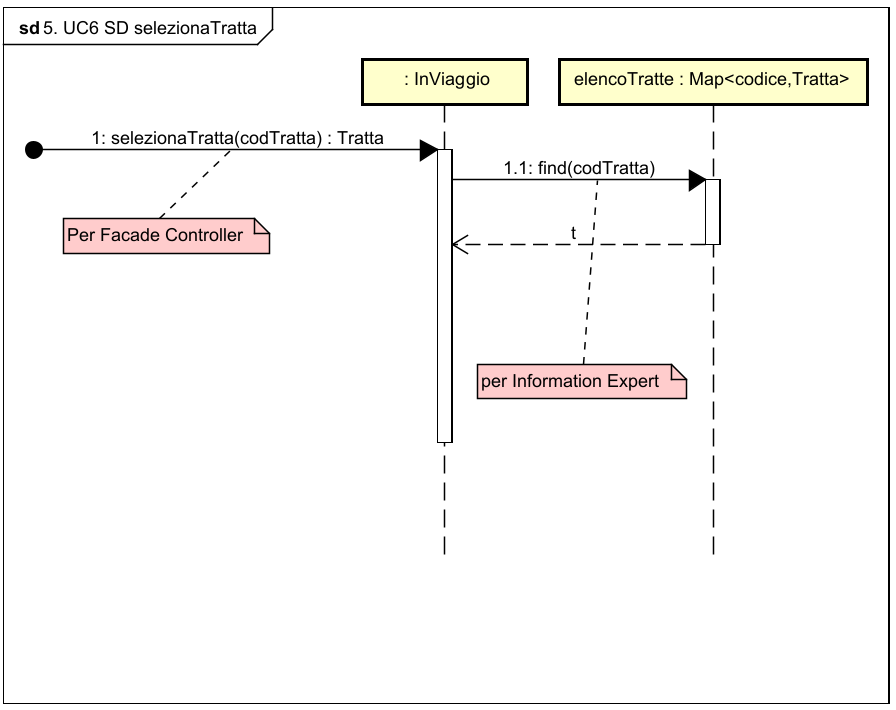 sd 5. UC6 SD selezionaTratta
: InViaggio
elencoTratte : Map<codice,Tratta>
1: selezionaTratta(codTratta) : Tratta
1.1: find(codTratta)
Per Facade Controller
t
per Information Expert